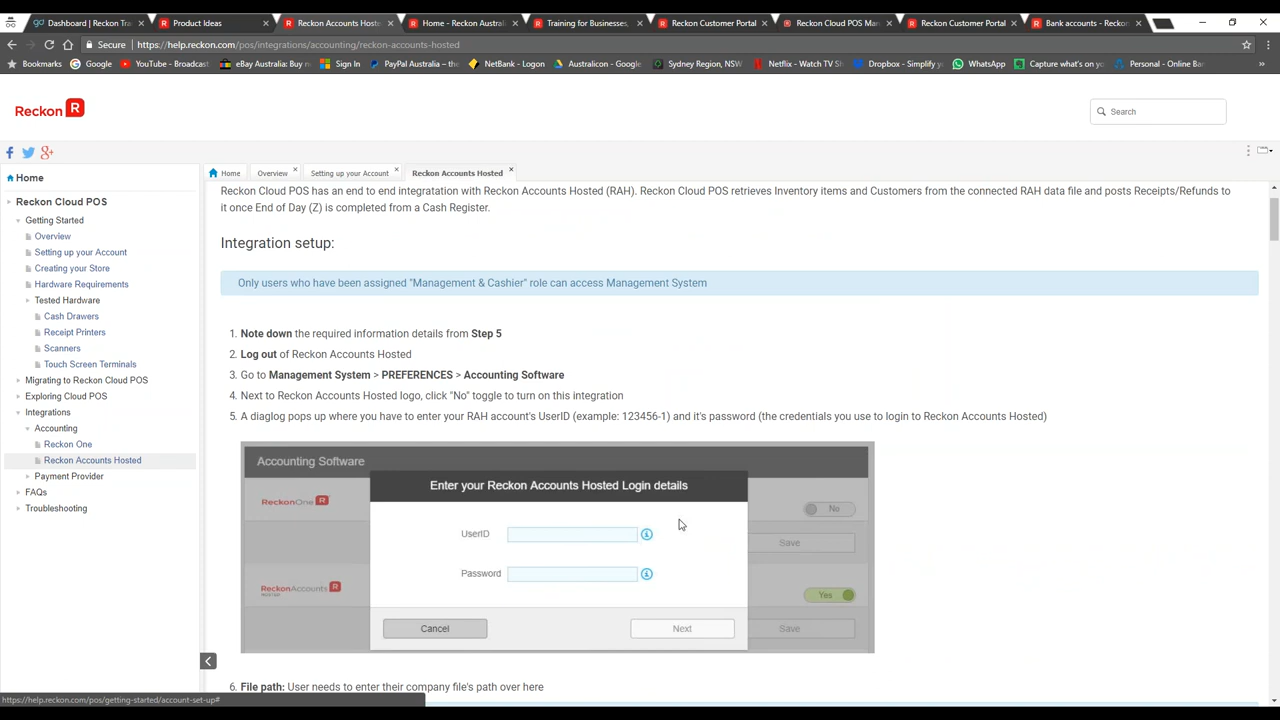 Dashboard | Reckon Tra
Product Ideas
Reckon Accounts Hoste
Home - Reckon Austral
Training for Businesses,
Reckon Customer Portal
Reckon Cloud POS Man
Reckon Customer Portal
Bank accounts - Reckon
Secure | https://help.reckon.com/pos/integrations/accounting/reckon-accounts-hosted
Bookmarks
Google
YouTube - Broadcast
eBay Australia: Buy n
Sign In
PayPal Australia – the
NetBank - Logon
Australicon - Google
Sydney Region, NSW
Netflix - Watch TV Sh
Dropbox - Simplify yo
WhatsApp
Capture what's on yo
Personal - Online Ban
Reckon R
Search
Home
Reckon Cloud POS
Getting Started
Overview
Setting up your Account
Creating your Store
Hardware Requirements
Tested Hardware
Cash Drawers
Receipt Printers
Scanners
Touch Screen Terminals
Migrating to Reckon Cloud POS
Exploring Cloud POS
Integrations
Accounting
Reckon One
Reckon Accounts Hosted
Payment Provider
FAQs
Troubleshooting
Home
Overview
Setting up your Account
Reckon Accounts Hosted
Reckon Cloud POS has an end to end inteigratation with Reckon Accounts Hosted (RAH). Reckon Cloud POS retrieves Inventory items and Customers from the connected RAH data file and posts Receipts/Refunds to
it once End of Day (Z) is completed from a Cash Register.
Integration setup:
Only users who have been assigned "Management & Cashier" role can access Management System
1. Note down the required information details from Step 5
2. Log out of Reckon Accounts Hosted
3. Go to Management System > PREFERENCES > Accounting Software
4. Next to Reckon Accounts Hosted logo, click "No" toggle to turn on this integration
5. A diaglog pops up where you have to enter your RAH account's UserID (example: 123456-1) and it's password (the credentials you use to login to Reckon Accounts Hosted)
Accounting Software
Enter your Reckon Accounts Hosted Login details
ReckonOne R
No
UserID
Save
Password
ReckonAccounts R
HOSTED
Yes
Cancel
Next
Save
6. File path: User needs to enter their company file's path over here
https://help.reckon.com/pos/getting-started/account-set-up#